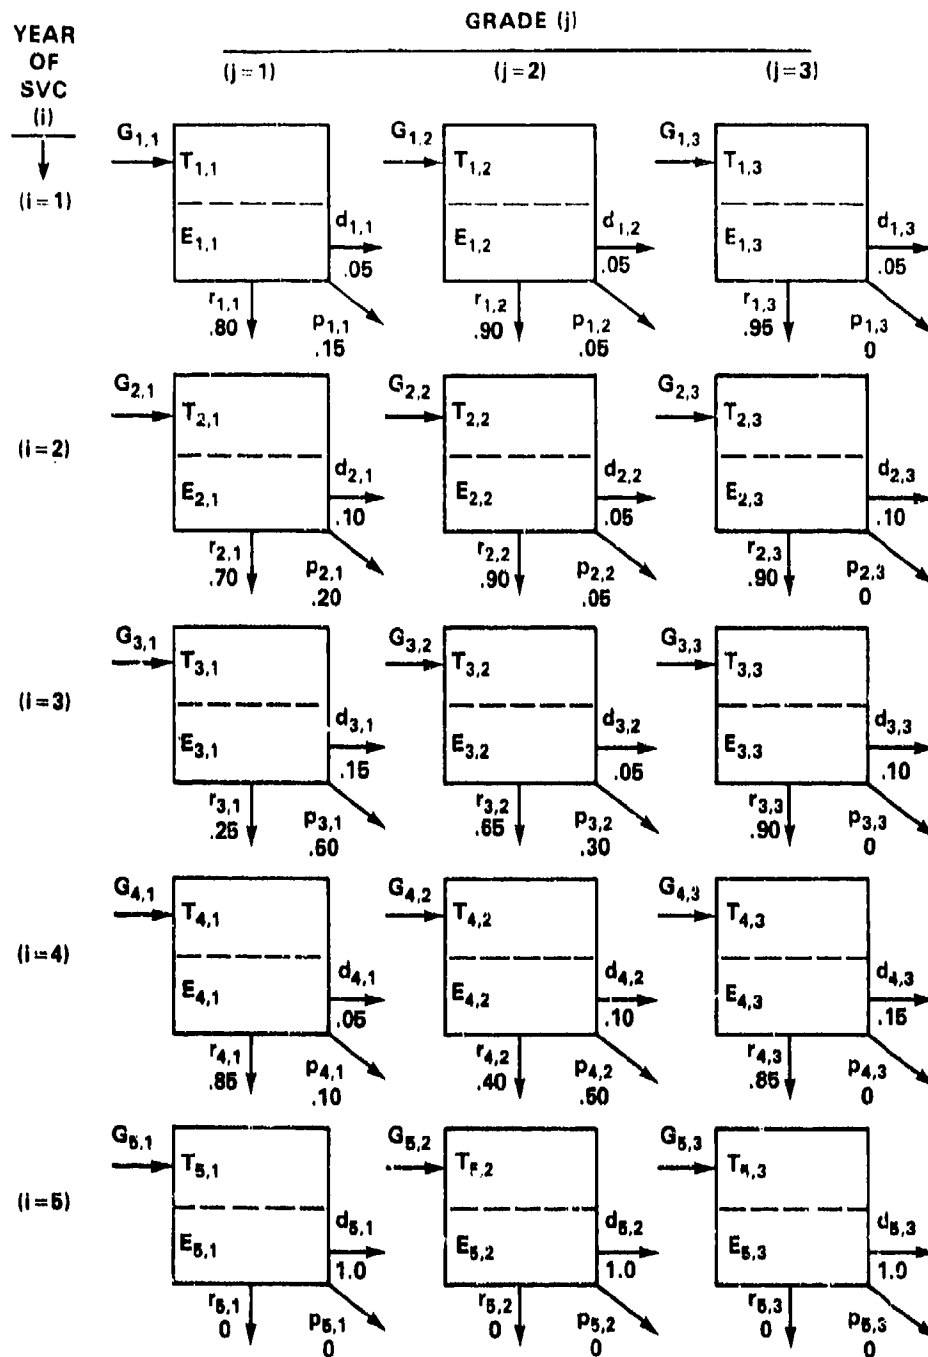 GRADE (j)
YEAR
OF
SVC
(i)
(j=1) (j=2) (j=3)
(i=1)
G1,1 T1,1 G1,2 T1,2 G1,3 T1,3
E1,1 d1,1 E1,2 d1,2 E1,3 d1,3
.05 .05 .05
r1,1 p1,1 r1,2 p1,2 r1,3 p1,3
.80 .15 .90 .05 .95 0
(i=2)
G2,1 T2,1 G2,2 T2,2 G2,3 T2,3
E2,1 d2,1 E2,2 d2,2 E2,3 d2,3
.10 .05 .10
r2,1 p2,1 r2,2 p2,2 r2,3 p2,3
.70 .20 .90 .05 .90 0
(i=3)
G3,1 T3,1 G3,2 T3,2 G3,3 T3,3
E3,1 d3,1 E3,2 d3,2 E3,3 d3,3
.15 .05 .10
r3,1 p3,1 r3,2 p3,2 r3,3 p3,3
.25 .60 .65 .30 .90 0
(i=4)
G4,1 T4,1 G4,2 T4,2 G4,3 T4,3
E4,1 d4,1 E4,2 d4,2 E4,3 d4,3
.05 .10 .15
r4,1 p4,1 r4,2 p4,2 r4,3 p4,3
.85 .10 .40 .50 .85 0
(i=5)
G5,1 T5,1 G5,2 T5,2 G5,3 T5,3
E5,1 d5,1 E5,2 d5,2 E5,3 d5,3
1.0 1.0 1.0
r5,1 p5,1 r5,2 p5,2 r5,3 p5,3
0 0 0 0 0 0